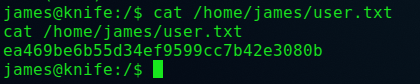 james@knife:/$ cat /home/james/user.txt
cat /home/james/user.txt
ea469be6b55d34ef9599cc7b42e3080b
james@knife:/$